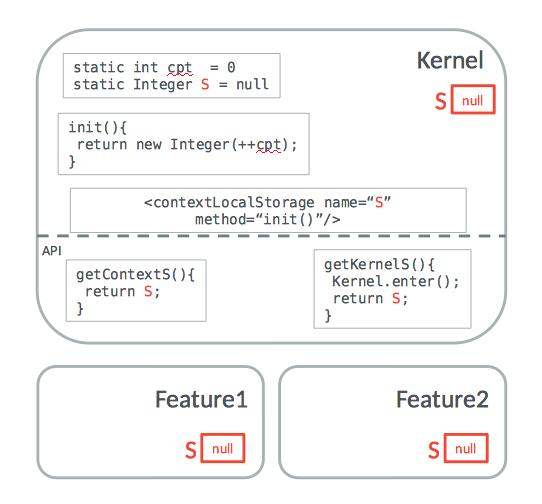 Kernel
static int cpt = 0
static Integer S = null
S null
init(){
return new Integer(++cpt);
}
<contextLocalStorage name=“S”
method=“init()”/>
API
getContextS(){
return S;
}
getKernelS(){
Kernel.enter();
return S;
}
Feature1
S null
Feature2
S null